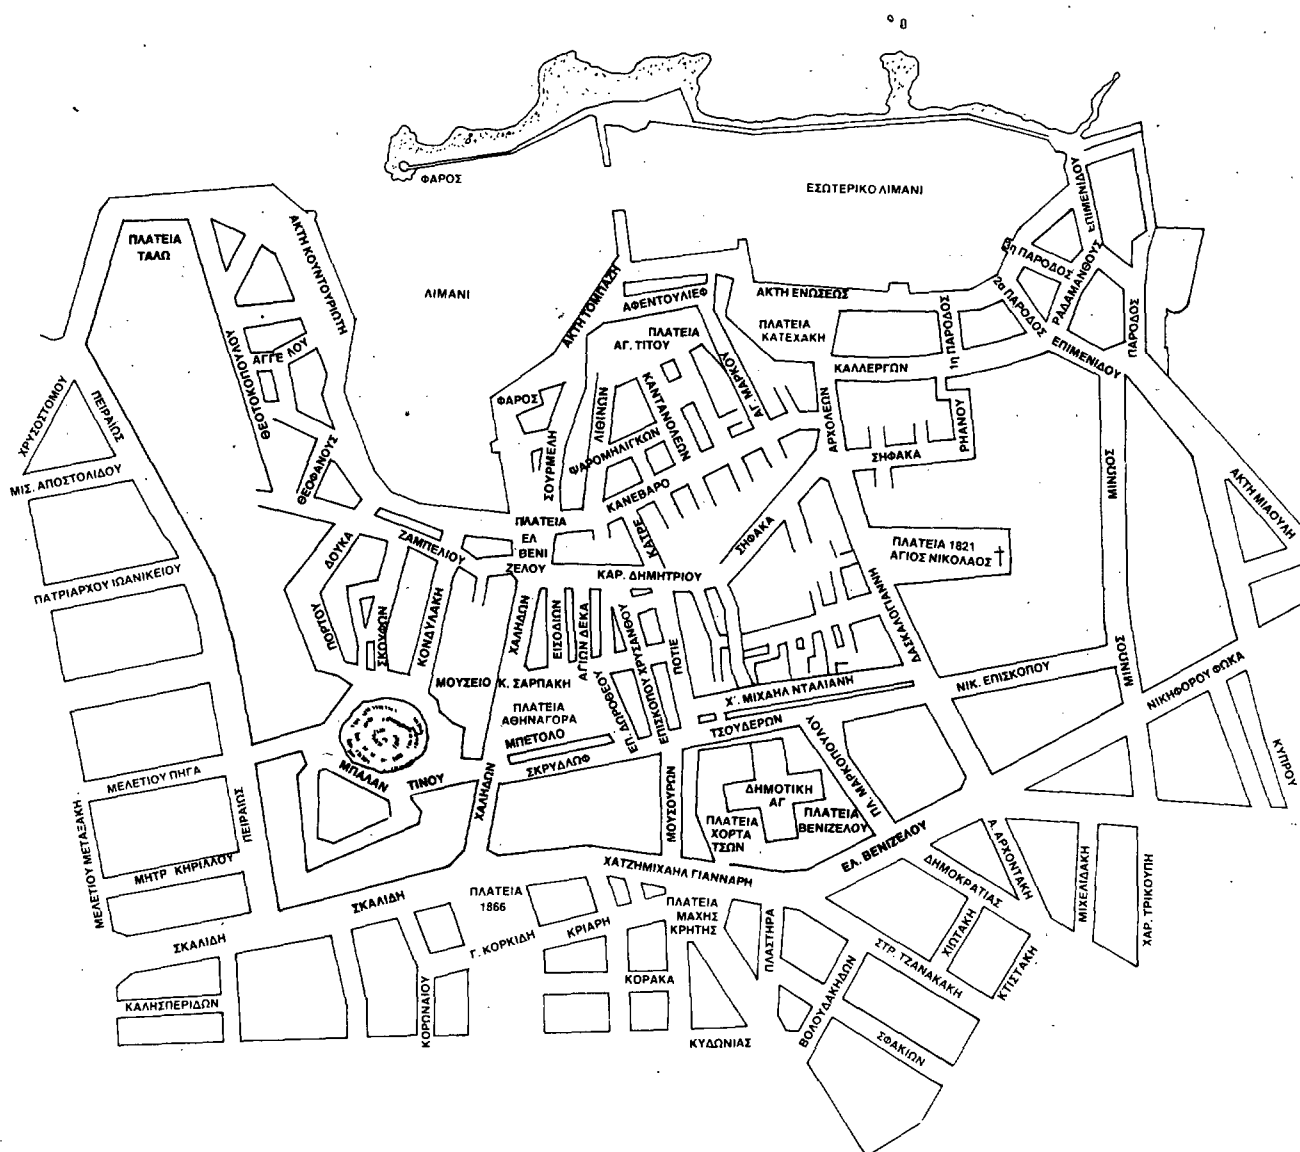 ΦΑΡΟΣ
ΕΣΩΤΕΡΙΚΟ ΛΙΜΑΝΙ
ΕΠΙΜΕΝΙΔΟΥ
ΠΛΑΤΕΙΑ
ΤΑΛΩ
ΑΚΤΗ ΚΟΥΝΤΟΥΡΙΩΤΗ
ΛΙΜΑΝΙ
ΑΚΤΗ ΤΟΜΠΑΖΗ
ΑΦΕΝΤΟΥΛΙΕΦ
ΑΚΤΗ ΕΝΩΣΕΩΣ
3η ΠΑΡΟΔΟΣ
2α ΠΑΡΟΔΟΣ
ΡΑΔΑΜΑΝΘΟΥΣ
ΠΑΡΟΔΟΣ
1η ΠΑΡΟΔΟΣ
ΕΠΙΜΕΝΙΔΟΥ
ΠΛΑΤΕΙΑ
ΚΑΤΕΧΑΚΗ
ΠΛΑΤΕΙΑ
ΑΓ. ΤΙΤΟΥ
ΑΓΓΕΛΟΥ
ΘΕΟΤΟΚΟΠΟΥΛΟΥ
ΚΑΛΛΕΡΓΩΝ
ΑΓ. ΜΑΡΚΟΥ
ΚΑΝΤΑΝΟΛΕΩΝ
ΧΡΥΣΟΣΤΟΜΟΥ
ΠΕΙΡΑΙΩΣ
ΦΑΡΟΣ
ΛΙΘΙΝΩΝ
ΑΡΧΟΛΕΩΝ
ΡΗΑΝΟΥ
ΨΑΡΟΜΗΛΙΓΚΩΝ
ΣΗΦΑΚΑ
ΜΙΝΩΟΣ
ΜΙΣ. ΑΠΟΣΤΟΛΙΔΟΥ
ΘΕΟΦΑΝΟΥΣ
ΣΟΥΡΜΕΛΗ
ΚΑΝΕΒΑΡΟ
ΑΚΤΗ ΜΙΑΟΥΛΗ
ΠΛΑΤΕΙΑ
ΕΛ
ΒΕΝΙ
ΖΕΛΟΥ
ΚΑΤΡΕ
ΣΗΦΑΚΑ
ΠΛΑΤΕΙΑ 1821
ΑΓΙΟΣ ΝΙΚΟΛΑΟΣ
ΖΑΜΠΕΛΙΟΥ
ΔΟΥΚΑ
ΚΑΡ. ΔΗΜΗΤΡΙΟΥ
ΠΑΤΡΙΑΡΧΟΥ ΙΩΑΝΙΚΕΙΟΥ
ΠΟΡΤΟΥ
ΣΚΟΥΦΩΝ
ΚΟΝΔΥΛΑΚΗ
ΧΑΛΗΔΩΝ
ΕΙΣΟΔΙΩΝ
ΑΓΙΩΝ ΔΕΚΑ
ΕΠΙΣΚΟΠΟΥ ΧΡΥΣΑΝΘΟΥ
ΠΟΤΙΕ
ΔΑΣΚΑΛΟΓΙΑΝΝΗ
ΜΙΝΩΟΣ
ΝΙΚΗΦΟΡΟΥ ΦΩΚΑ
ΝΙΚ. ΕΠΙΣΚΟΠΟΥ
ΜΟΥΣΕΙΟ Κ. ΣΑΡΠΑΚΗ
Χ'. ΜΙΧΑΗΛ ΝΤΑΛΙΑΝΗ
ΕΠ. ΔΩΡΟΘΕΟΥ
ΠΛΑΤΕΙΑ
ΑΘΗΝΑΓΟΡΑ
ΤΣΟΥΔΕΡΩΝ
ΜΠΕΤΟΛΟ
ΣΚΡΥΔΛΩΦ
ΠΛ. ΜΑΡΚΟΠΟΥΛΟΥ
ΚΥΠΡΟΥ
ΜΠΑΛΑΝ
ΤΙΝΟΥ
ΜΕΛΕΤΙΟΥ ΠΗΓΑ
ΠΕΙΡΑΙΩΣ
ΧΑΛΗΔΩΝ
ΜΟΥΣΟΥΡΩΝ
ΔΗΜΟΤΙΚΗ
ΑΓ
ΠΛΑΤΕΙΑ
ΧΟΡΤΑ
ΤΣΩΝ
ΠΛΑΤΕΙΑ
ΒΕΝΙΖΕΛΟΥ
ΕΛ. ΒΕΝΙΖΕΛΟΥ
ΜΕΛΕΤΙΟΥ ΜΕΤΑΞΑΚΗ
ΜΗΤΡ. ΚΗΡΙΛΛΟΥ
ΧΑΤΖΗΜΙΧΑΗΛ ΓΙΑΝΝΑΡΗ
ΔΗΜΟΚΡΑΤΙΑΣ
Α. ΑΡΧΟΝΤΑΚΗ
ΜΙΧΕΛΙΔΑΚΗ
ΧΑΡ. ΤΡΙΚΟΥΠΗ
ΣΚΑΛΙΔΗ
ΠΛΑΤΕΙΑ
1866
ΠΛΑΤΕΙΑ
ΜΑΧΗΣ
ΚΡΗΤΗΣ
ΣΚΑΛΙΔΗ
Γ. ΚΟΡΚΙΔΗ
ΚΡΙΑΡΗ
ΠΛΑΣΤΗΡΑ
ΧΙΩΤΑΚΗ
ΣΤΡ. ΤΖΑΝΑΚΑΚΗ
ΚΤΙΣΤΑΚΗ
ΚΟΡΑΚΑ
ΚΑΛΗΣΠΕΡΙΔΩΝ
ΚΟΡΩΝΑΙΟΥ
ΚΥΔΩΝΙΑΣ
ΒΟΛΟΥΔΑΚΗΔΩΝ
ΣΦΑΚΙΩΝ